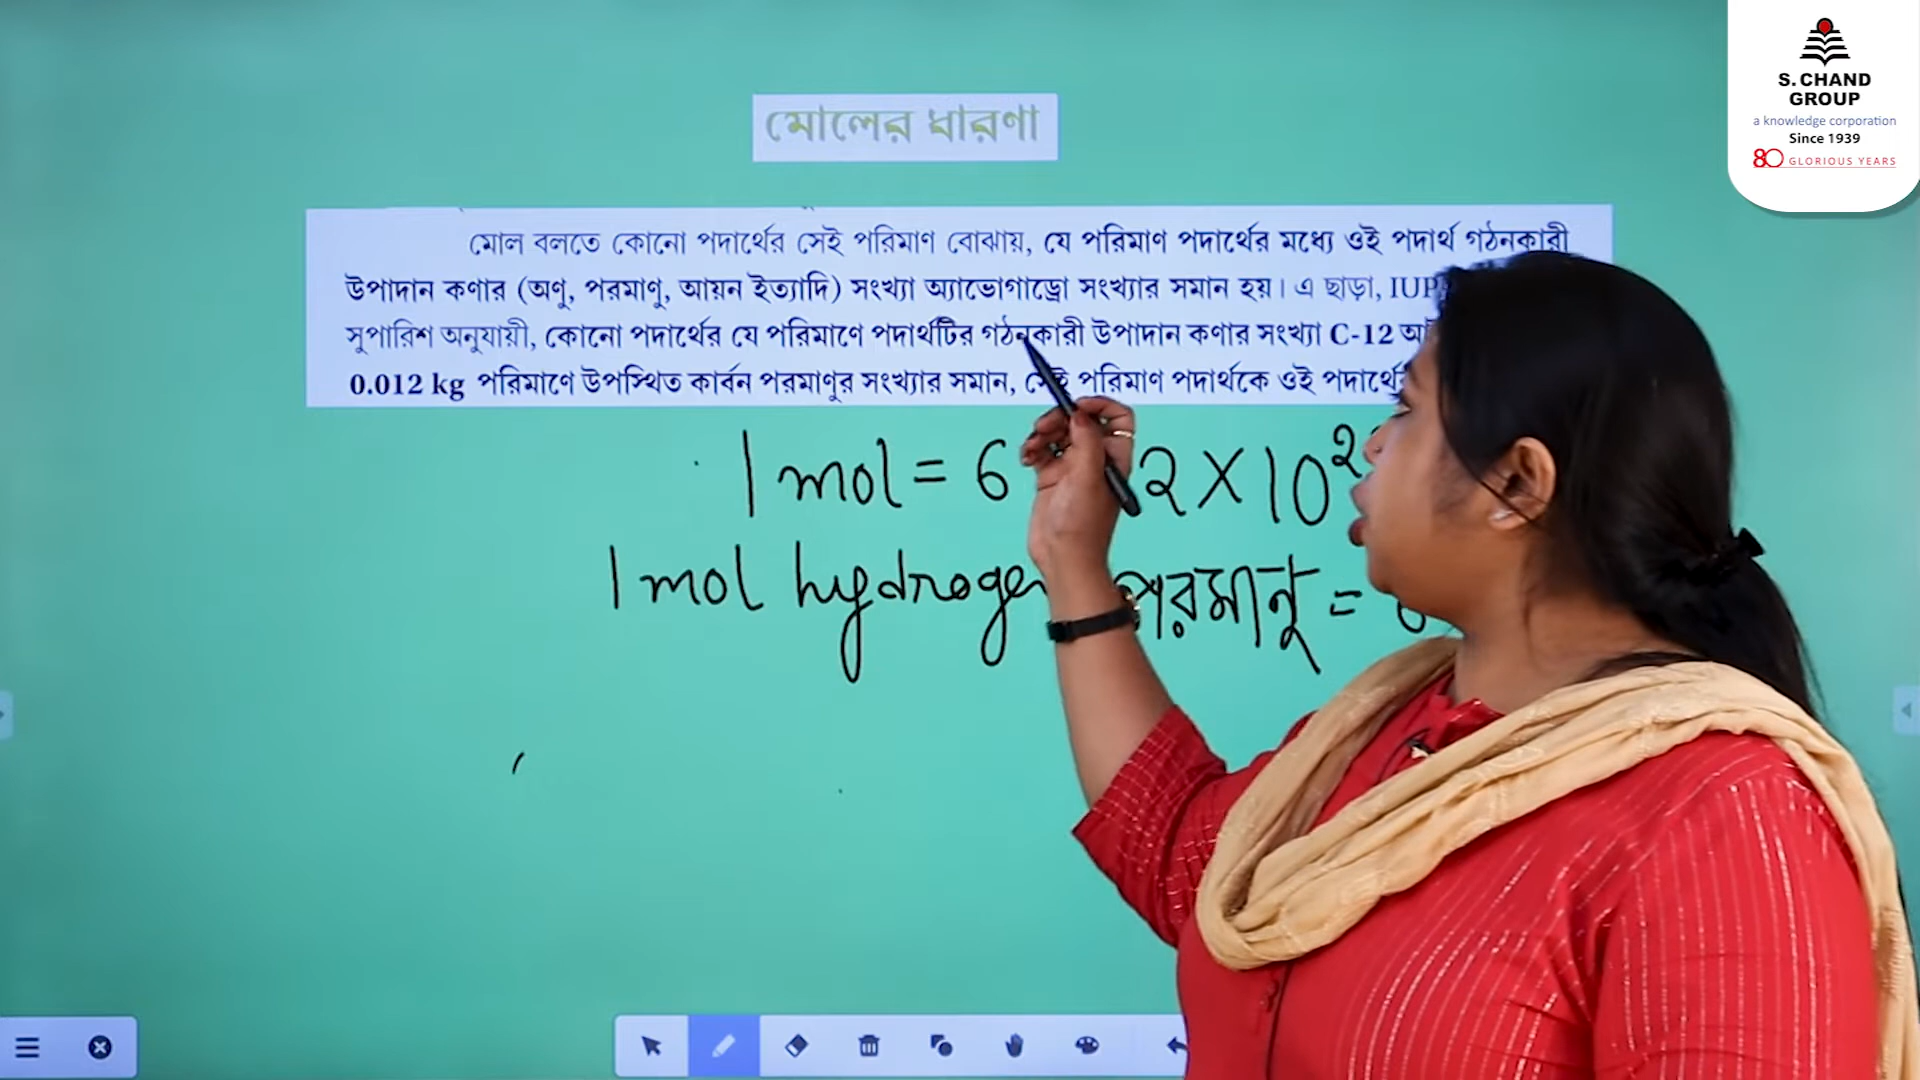 S. CHAND
GROUP
a knowledge corporation
Since 1939
80 GLORIOUS YEARS
মোলের ধারণা
মোল বলতে কোনো পদার্থের সেই পরিমাণ বোঝায়, যে পরিমাণ পদার্থের মধ্যে ওই পদার্থ গঠনকারী
উপাদান কণার (অণু, পরমাণু, আয়ন ইত্যাদি) সংখ্যা অ্যাভোগাড্রো সংখ্যার সমান হয়। এ ছাড়া,
সুপারিশ অনুযায়ী, কোনো পদার্থের যে পরিমাণে পদার্থটির গঠনকারী উপাদান কণার সংখ্যা C-12
0.012 kg পরিমাণে উপস্থিত কার্বন পরমাণুর সংখ্যার সমান, সেই পরিমাণ পদার্থকে ওই
1 mol = 6 2 X 10
1 mol hydrogen পরমানু =